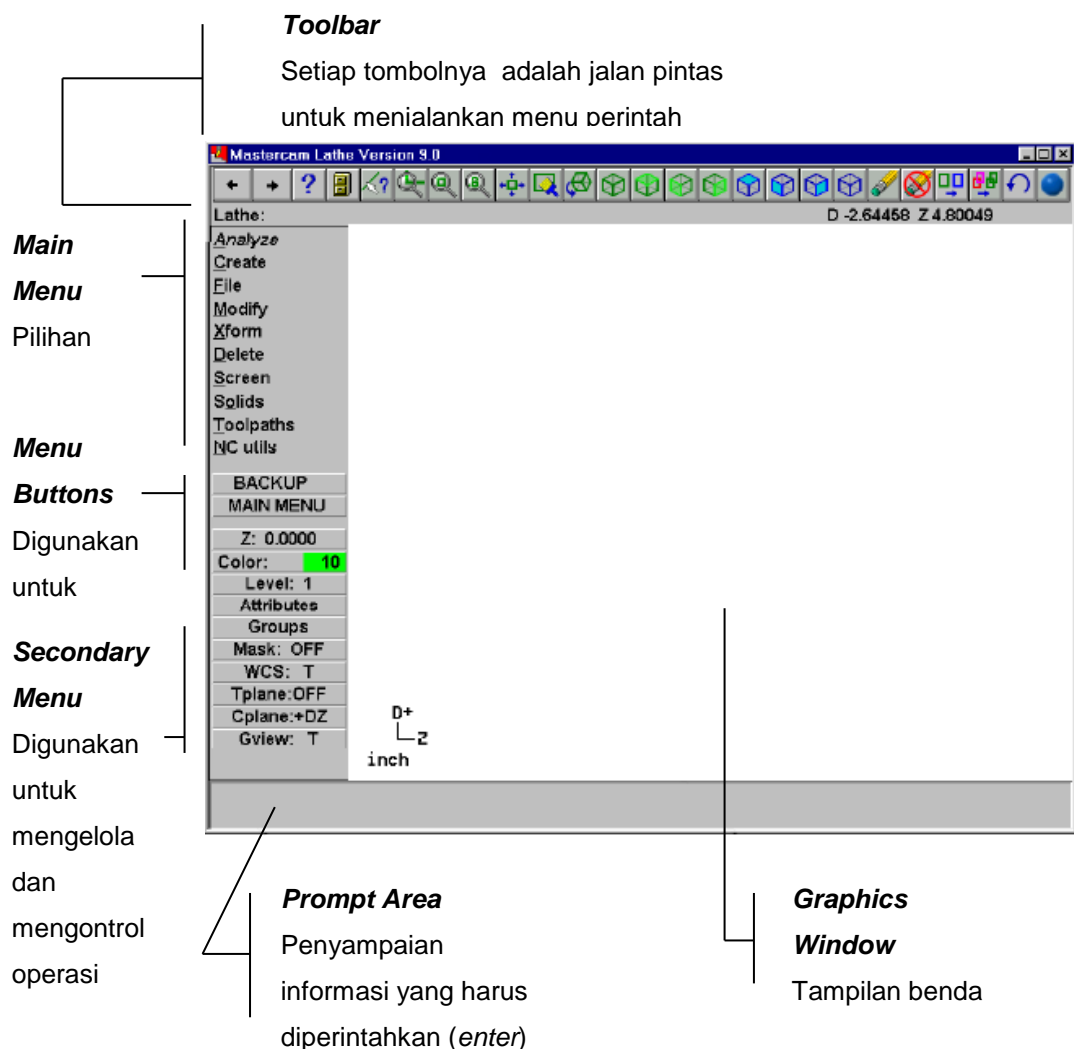 Toolbar
Setiap tombolnya adalah jalan pintas
untuk menjalankan menu perintah
Mastercam Lathe Version 9.0
Lathe:
D -2.64458 Z 4.80049
Main
Menu
Pilihan
Analyze
Create
File
Modify
Xform
Delete
Screen
Solids
Toolpaths
NC utils
Menu
Buttons
Digunakan
untuk
BACKUP
MAIN MENU
Z: 0.0000
Color: 10
Level: 1
Attributes
Groups
Mask: OFF
WCS: T
Tplane:OFF
Cplane:+DZ
Gview: T
Secondary
Menu
Digunakan
untuk
mengelola
dan
mengontrol
operasi
D+
Z
inch
Prompt Area
Penyampaian
informasi yang harus
diperintahkan (enter)
Graphics
Window
Tampilan benda